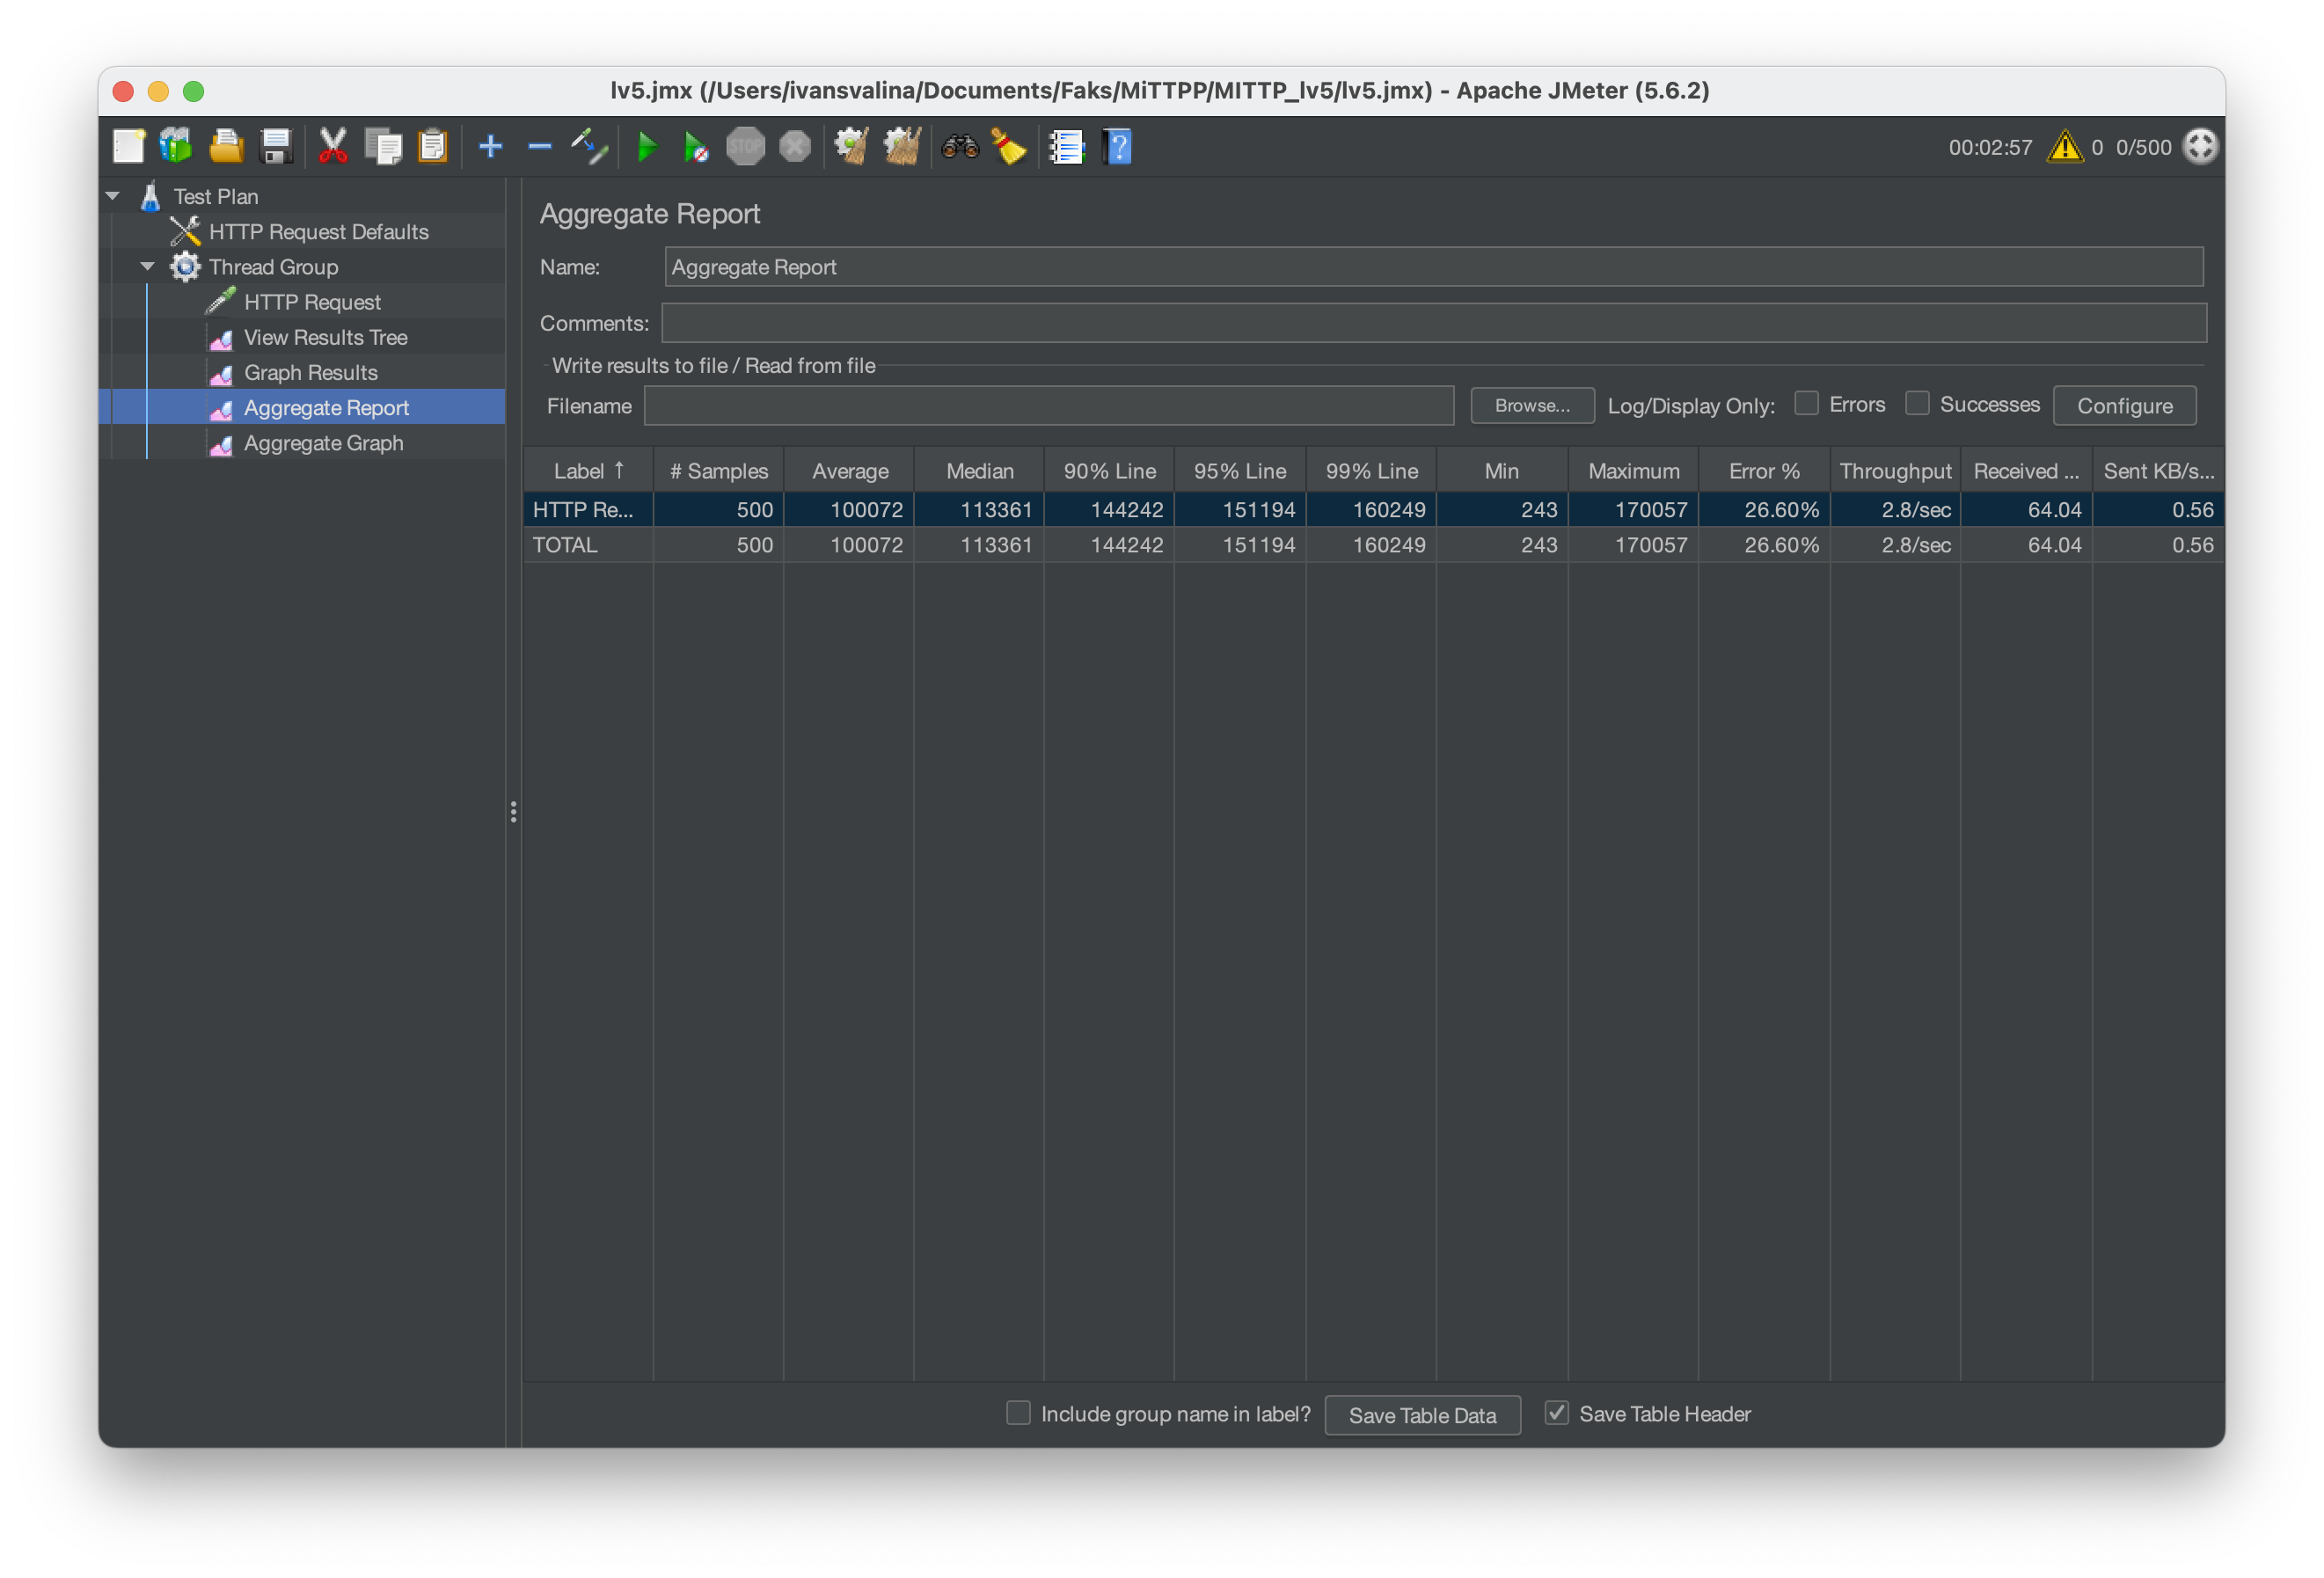 lv5.jmx (/Users/ivansvalina/Documents/Faks/MiTTPP/MITTP_lv5/lv5.jmx) - Apache JMeter (5.6.2)
STOP
00:02:57 0 0/500
Test Plan
HTTP Request Defaults
Thread Group
HTTP Request
View Results Tree
Graph Results
Aggregate Report
Aggregate Graph
Aggregate Report
Name: Aggregate Report
Comments:
Write results to file / Read from file
Filename Browse... Log/Display Only: Errors Successes Configure
Label ↑ # Samples Average Median 90% Line 95% Line 99% Line Min Maximum Error % Throughput Received ... Sent KB/s...
HTTP Re... 500 100072 113361 144242 151194 160249 243 170057 26.60% 2.8/sec 64.04 0.56
TOTAL 500 100072 113361 144242 151194 160249 243 170057 26.60% 2.8/sec 64.04 0.56
Include group name in label? Save Table Data Save Table Header